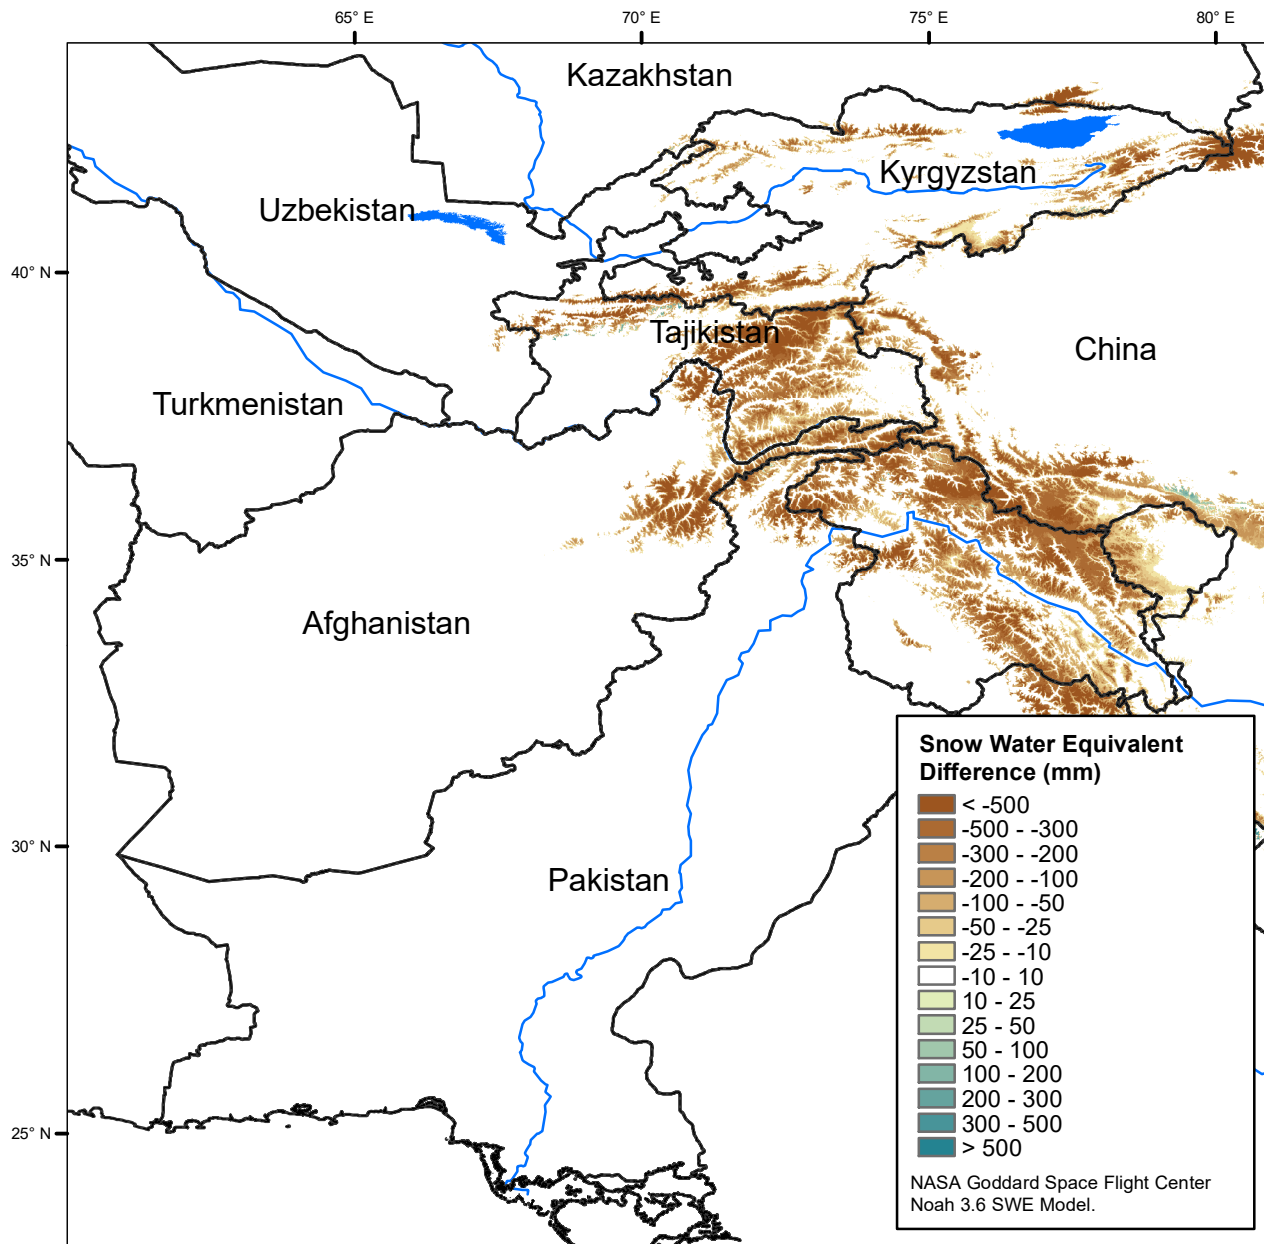 65° E
70° E
75° E
80° E
Kazakhstan
Kyrgyzstan
Uzbekistan
40° N
Tajikistan
China
Turkmenistan
35° N
Afghanistan
30° N
Pakistan
25° N
Snow Water Equivalent
Difference (mm)
< -500
-500 - -300
-300 - -200
-200 - -100
-100 - -50
-50 - -25
-25 - -10
-10 - 10
10 - 25
25 - 50
50 - 100
100 - 200
200 - 300
300 - 500
> 500
NASA Goddard Space Flight Center
Noah 3.6 SWE Model.